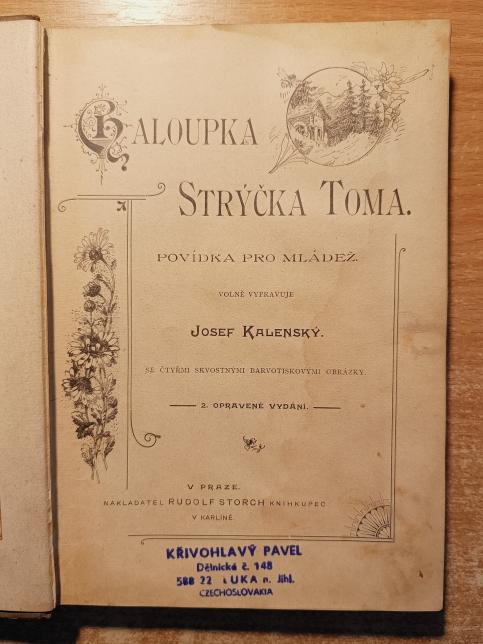 Chaloupka
Strýčka Toma.
Povídka pro mládež.
Volně vypravuje
Josef Kalenský.
Se čtyřmi skvostnými barvotiskovými obrázky.
2. opravené vydání.
V Praze.
Nakladatel Rudolf Storch knihkupec
v Karlíně.
KŘIVOHLAVÝ PAVEL
Dělnická č. 148
588 22 LUKA n. Jihl.
CZECHOSLOVAKIA